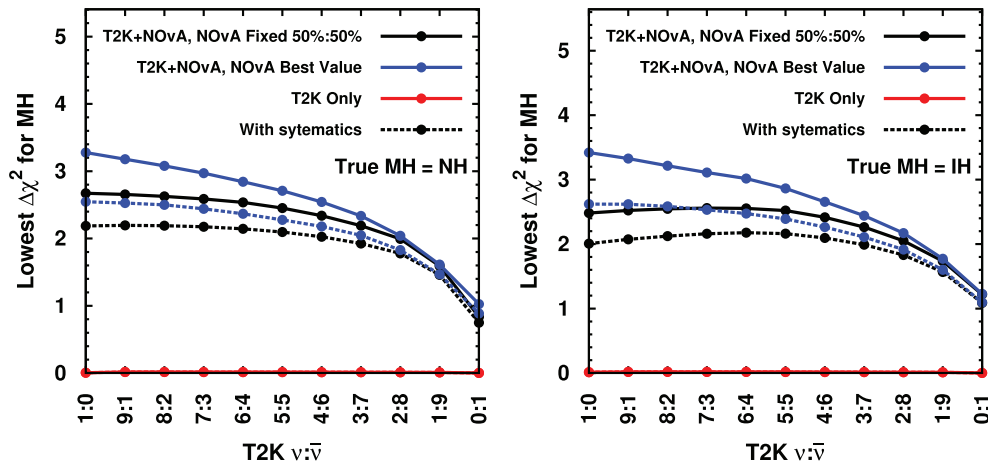 Lowest Δχ² for MH
5
4
3
2
1
0
T2K+NOvA, NOvA Fixed 50%:50%
T2K+NOvA, NOvA Best Value
T2K Only
With sytematics
True MH = NH
1:0 9:1 8:2 7:3 6:4 5:5 4:6 3:7 2:8 1:9 0:1
T2K ν:ν̅
Lowest Δχ² for MH
5
4
3
2
1
0
T2K+NOvA, NOvA Fixed 50%:50%
T2K+NOvA, NOvA Best Value
T2K Only
With sytematics
True MH = IH
1:0 9:1 8:2 7:3 6:4 5:5 4:6 3:7 2:8 1:9 0:1
T2K ν:ν̅